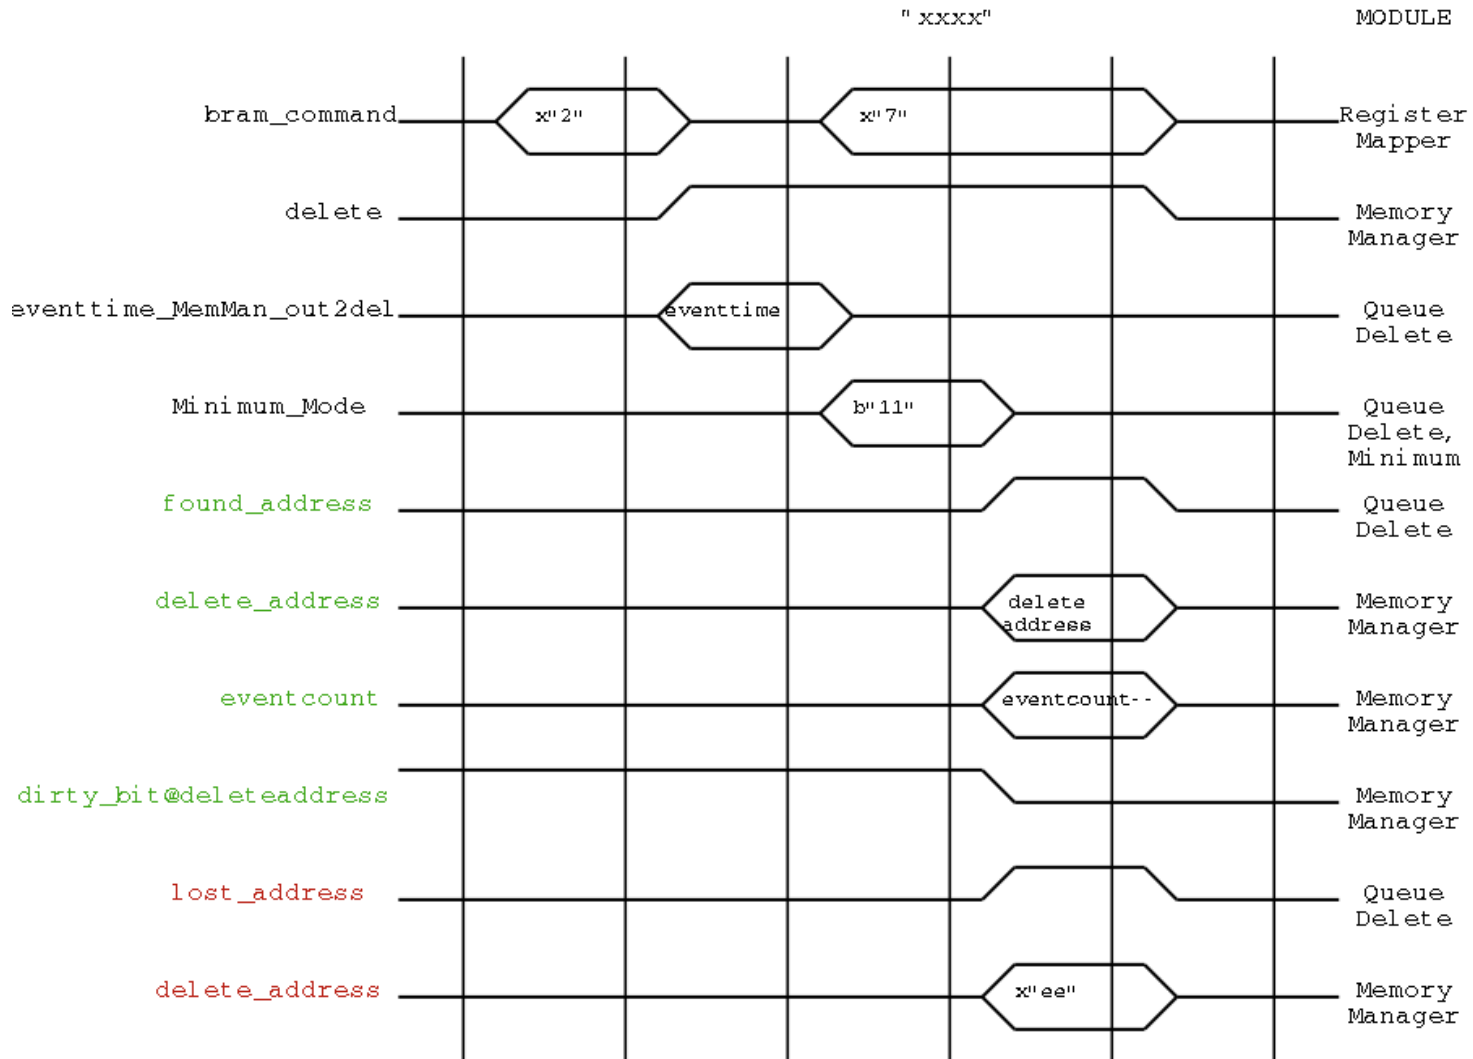 "xxxx" MODULE
bram_command x"2" x"7" Register
Mapper
delete Memory
Manager
eventtime_MemMan_out2del eventtime Queue
Delete
Minimum_Mode b"11" Queue
Delete,
Minimum
found_address Queue
Delete
delete_address delete Memory
address Manager
eventcount eventcount-- Memory
Manager
dirty_bit@deleteaddress Memory
Manager
lost_address Queue
Delete
delete_address x"ee" Memory
Manager